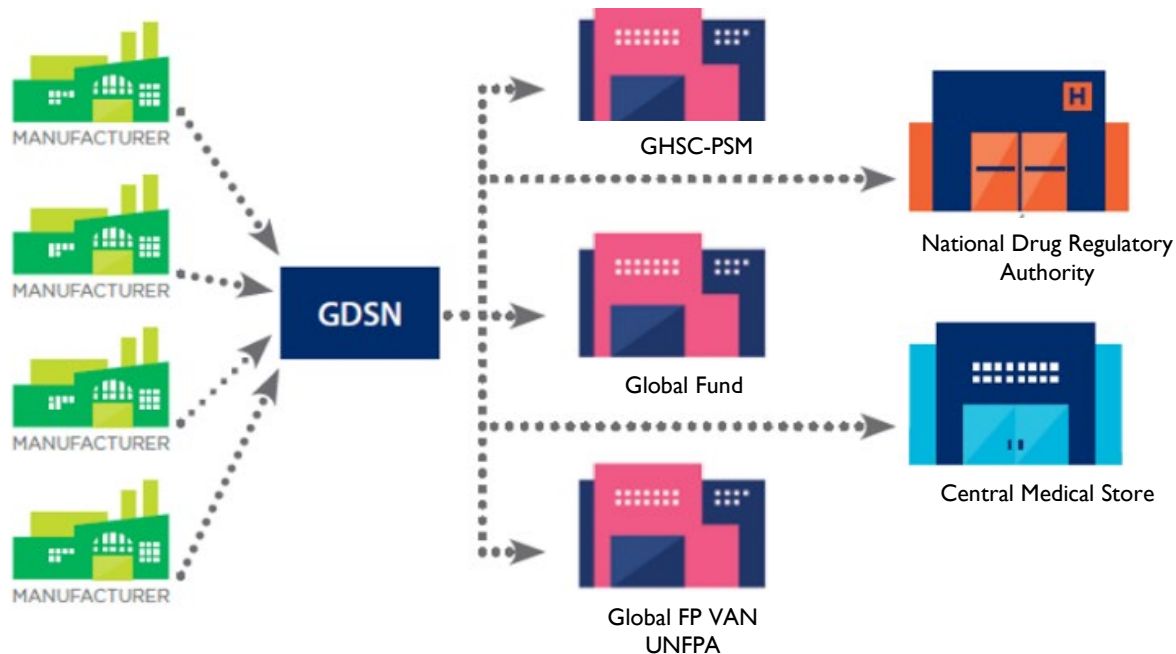 MANUFACTURER
MANUFACTURER
MANUFACTURER
MANUFACTURER
GDSN
GHSC-PSM
Global Fund
Global FP VAN
UNFPA
H
National Drug Regulatory
Authority
Central Medical Store